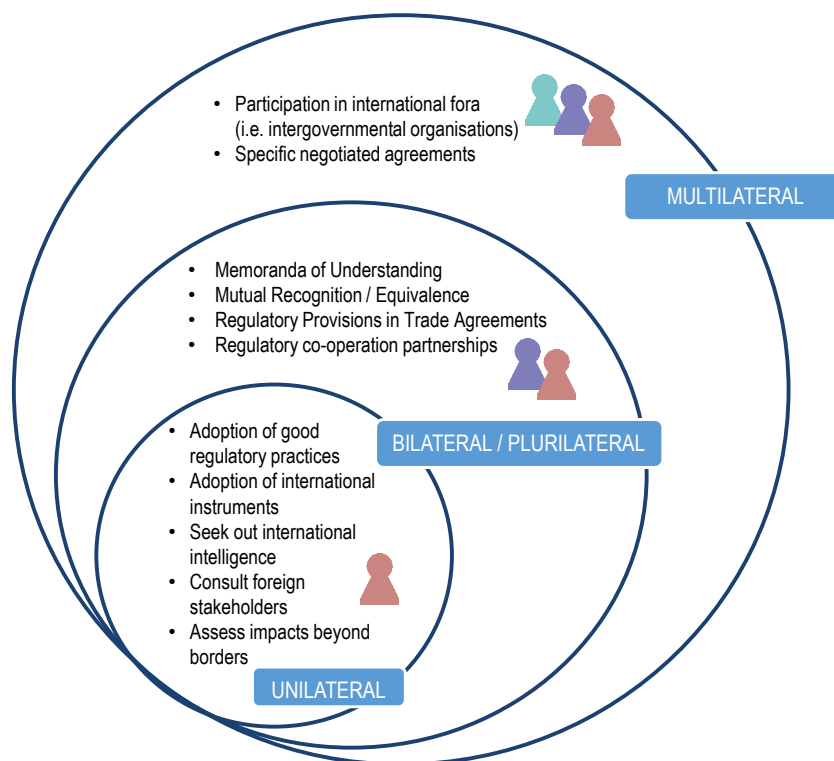 • Participation in international fora
(i.e. intergovernmental organisations)
• Specific negotiated agreements
MULTILATERAL
• Memoranda of Understanding
• Mutual Recognition / Equivalence
• Regulatory Provisions in Trade Agreements
• Regulatory co-operation partnerships
BILATERAL / PLURILATERAL
• Adoption of good
regulatory practices
• Adoption of international
instruments
• Seek out international
intelligence
• Consult foreign
stakeholders
• Assess impacts beyond
borders
UNILATERAL